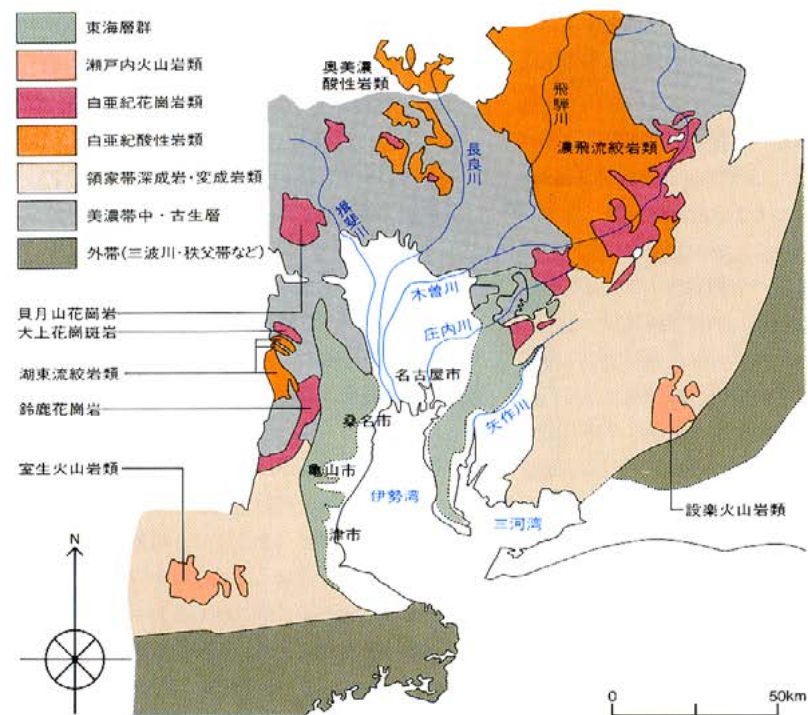 東海層群
瀬戸内火山岩類
白亜紀花崗岩類
白亜紀酸性岩類
領家帯深成岩・変成岩類
美濃帯中・古生層
外帯(三波川・秩父帯など)
貝月山花崗岩
犬上花崗斑岩
湖東流紋岩類
鈴鹿花崗岩
室生火山岩類
奥美濃
酸性岩類
飛騨川
濃飛流紋岩類
長良川
揖斐川
木曽川
庄内川
名古屋市
桑名市
矢作川
亀山市
伊勢湾
三河湾
津市
設楽火山岩類
N
0 50km